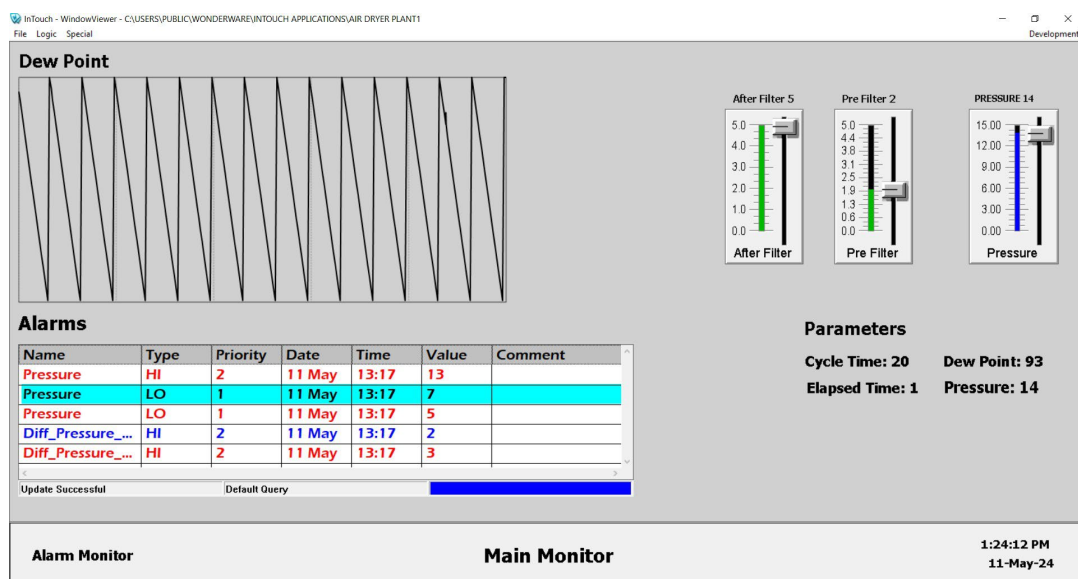 InTouch - WindowViewer - C:\USERS\PUBLIC\WONDERWARE\INTOUCH APPLICATIONS\AIR DRYER PLANT1
File Logic Special Development
Dew Point
After Filter 5
5.0
4.0
3.0
2.0
1.0
0.0
After Filter
Pre Filter 2
5.0
4.4
3.8
3.1
2.5
1.9
1.3
0.6
0.0
Pre Filter
PRESSURE 14
15.00
12.00
9.00
6.00
3.00
0.00
Pressure
Alarms
Name Type Priority Date Time Value Comment
Pressure HI 2 11 May 13:17 13
Pressure LO 1 11 May 13:17 7
Pressure LO 1 11 May 13:17 5
Diff_Pressure_... HI 2 11 May 13:17 2
Diff_Pressure_... HI 2 11 May 13:17 3
Update Successful Default Query
Parameters
Cycle Time: 20 Dew Point: 93
Elapsed Time: 1 Pressure: 14
Alarm Monitor
Main Monitor
1:24:12 PM
11-May-24